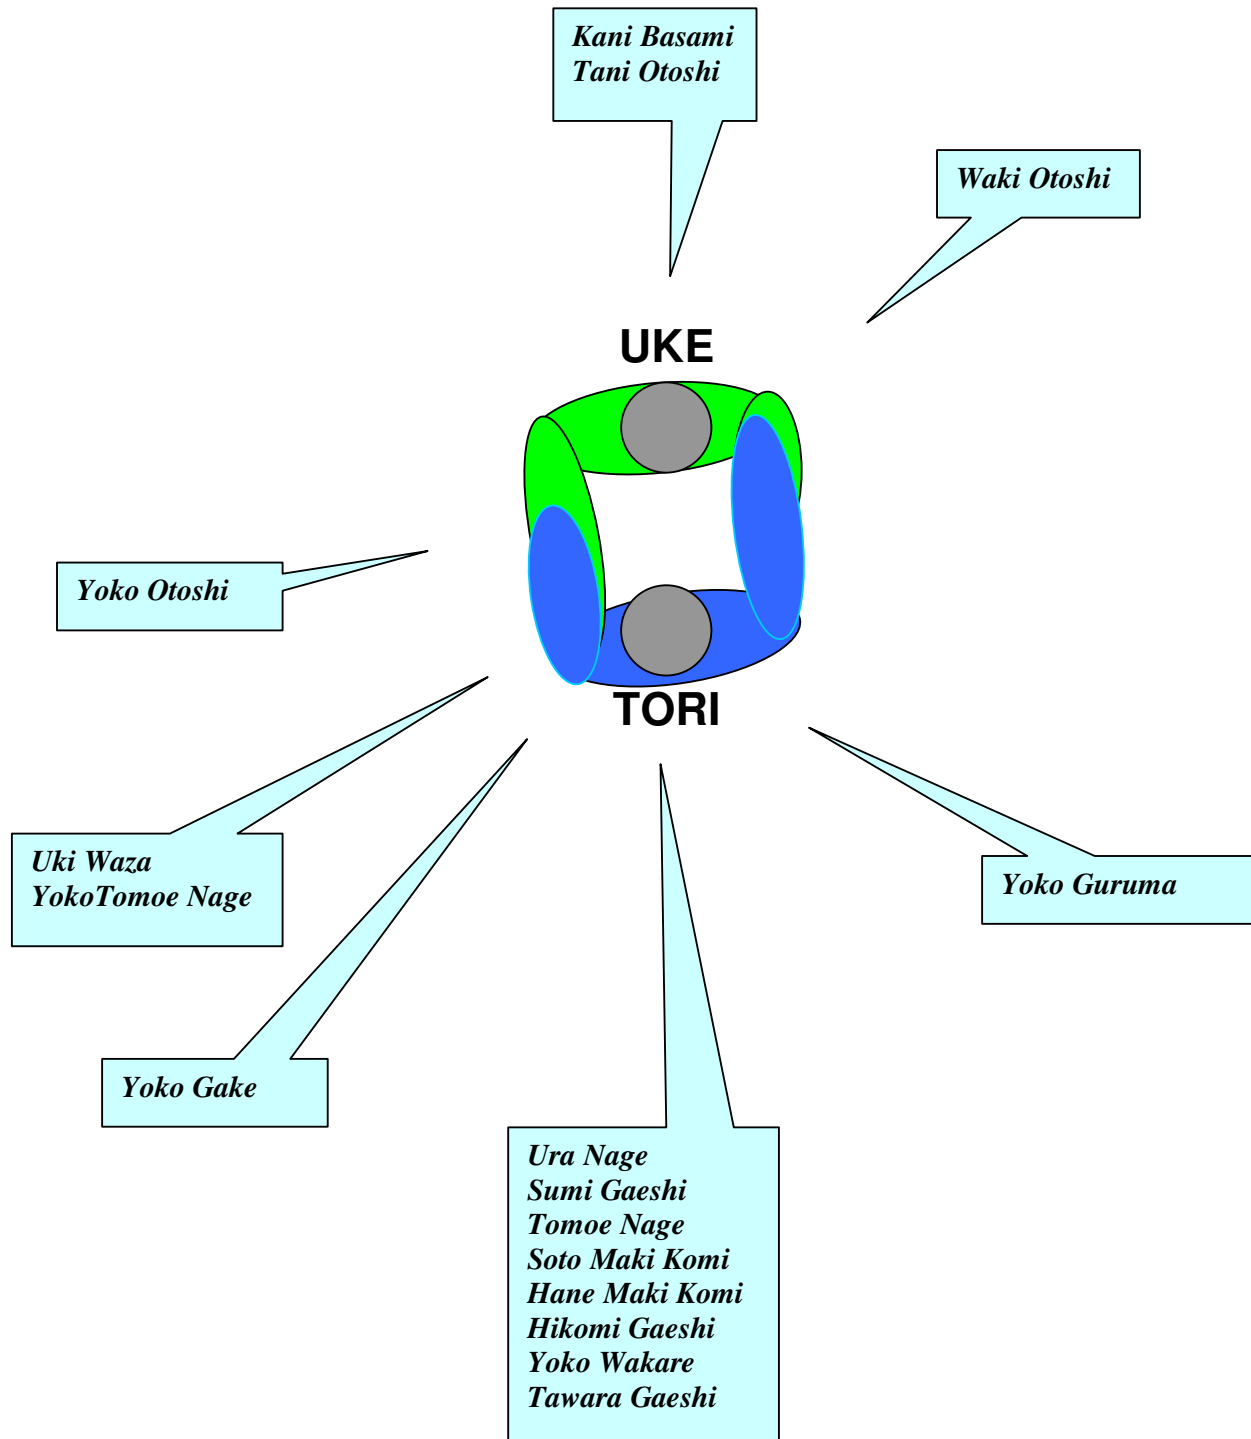 Kani Basami
Tani Otoshi
Waki Otoshi
UKE
Yoko Otoshi
TORI
Uki Waza
YokoTomoe Nage
Yoko Guruma
Yoko Gake
Ura Nage
Sumi Gaeshi
Tomoe Nage
Soto Maki Komi
Hane Maki Komi
Hikomi Gaeshi
Yoko Wakare
Tawara Gaeshi